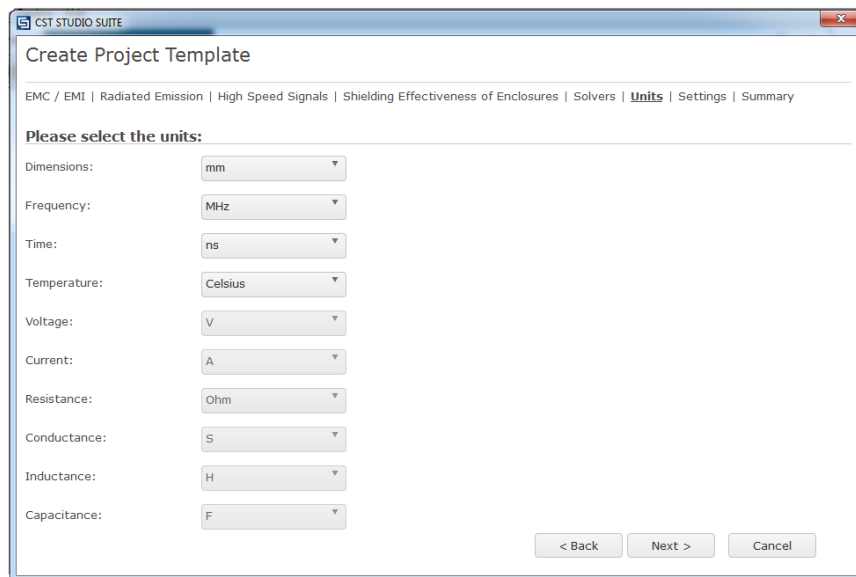 CST STUDIO SUITE
Create Project Template
EMC / EMI | Radiated Emission | High Speed Signals | Shielding Effectiveness of Enclosures | Solvers | Units | Settings | Summary
Please select the units:
Dimensions: mm
Frequency: MHz
Time: ns
Temperature: Celsius
Voltage: V
Current: A
Resistance: Ohm
Conductance: S
Inductance: H
Capacitance: F
< Back Next > Cancel